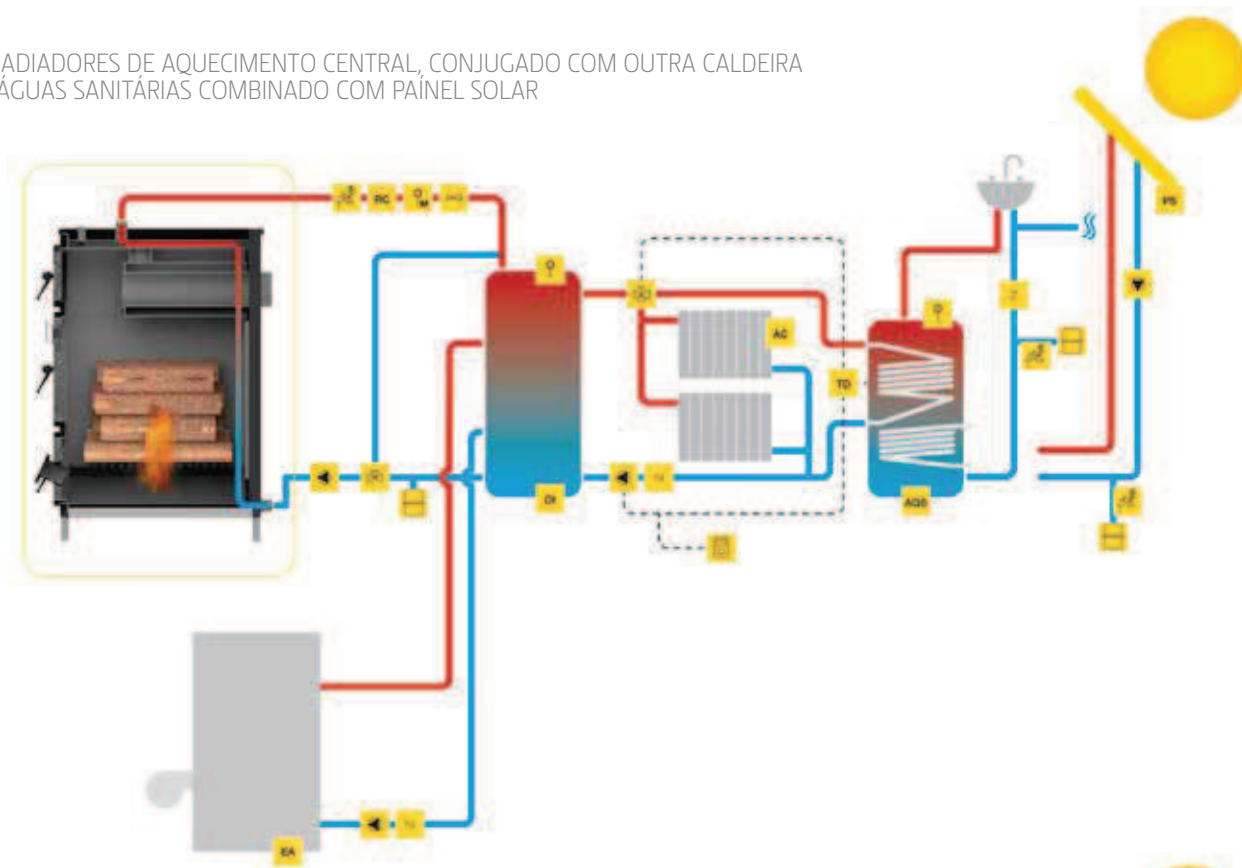 ADIADORES DE AQUECIMENTO CENTRAL, CONJUGADO COM OUTRA CALDEIRA
ÁGUAS SANITÁRIAS COMBINADO COM PAÍNEL SOLAR
RC
M
PS
AC
TD
DI
AQS
EA